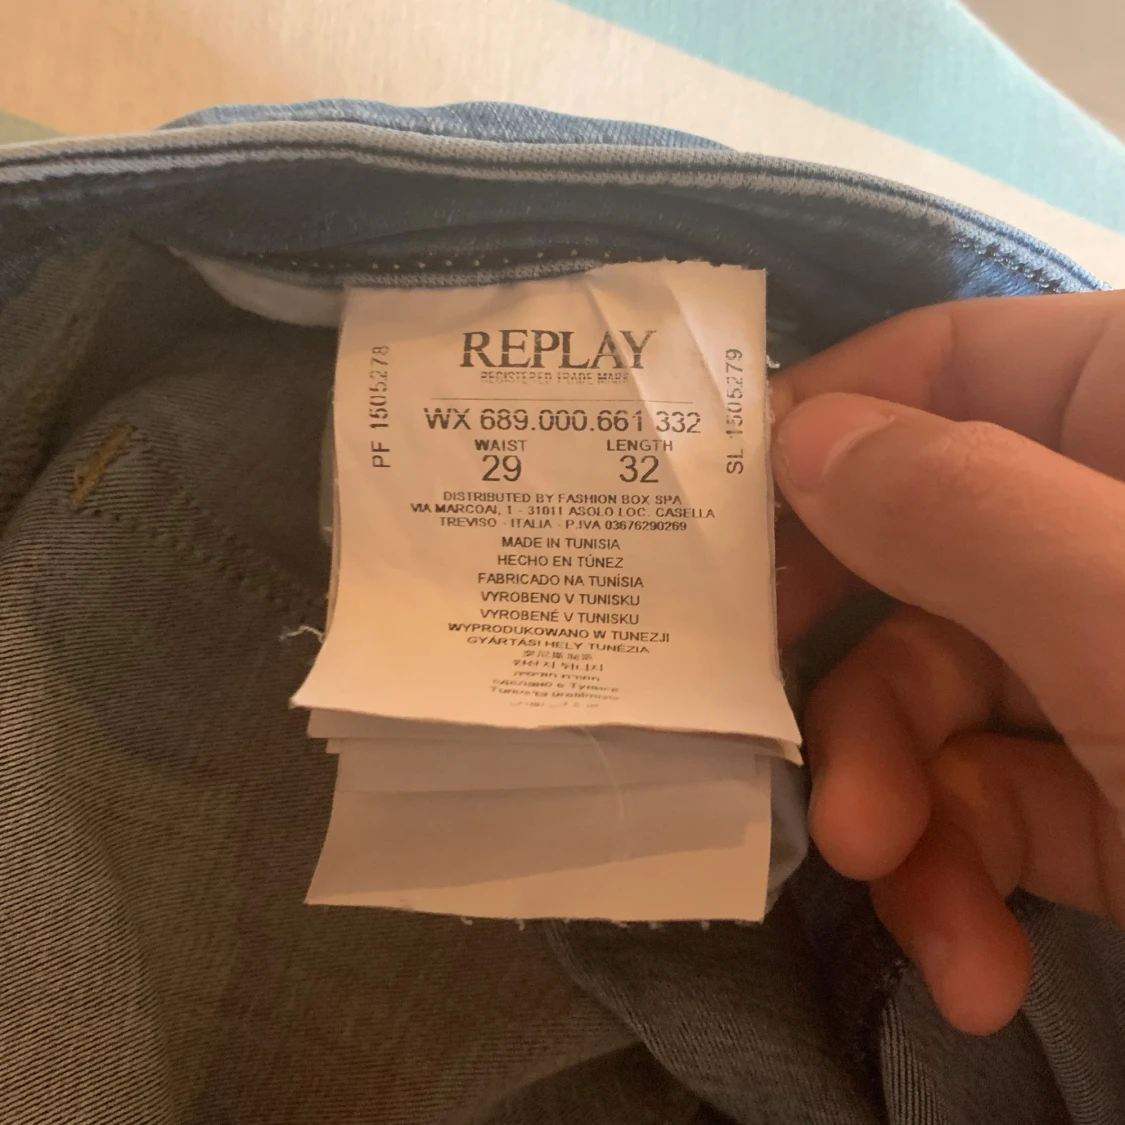 REPLAY
REGISTERED TRADE MARK
WX 689.000.661 332
WAIST LENGTH
29 32
PF 1505278
SL 1505279
DISTRIBUTED BY FASHION BOX SPA
VIA MARCOAI, 1 - 31011 ASOLO LOC. CASELLA
TREVISO - ITALIA - P.IVA 03676290269
MADE IN TUNISIA
HECHO EN TÚNEZ
FABRICADO NA TUNÍSIA
VYROBENO V TUNISKU
VYROBENÉ V TUNISKU
WYPRODUKOWANO W TUNEZJI
GYÁRTÁSI HELY TUNÉZIA